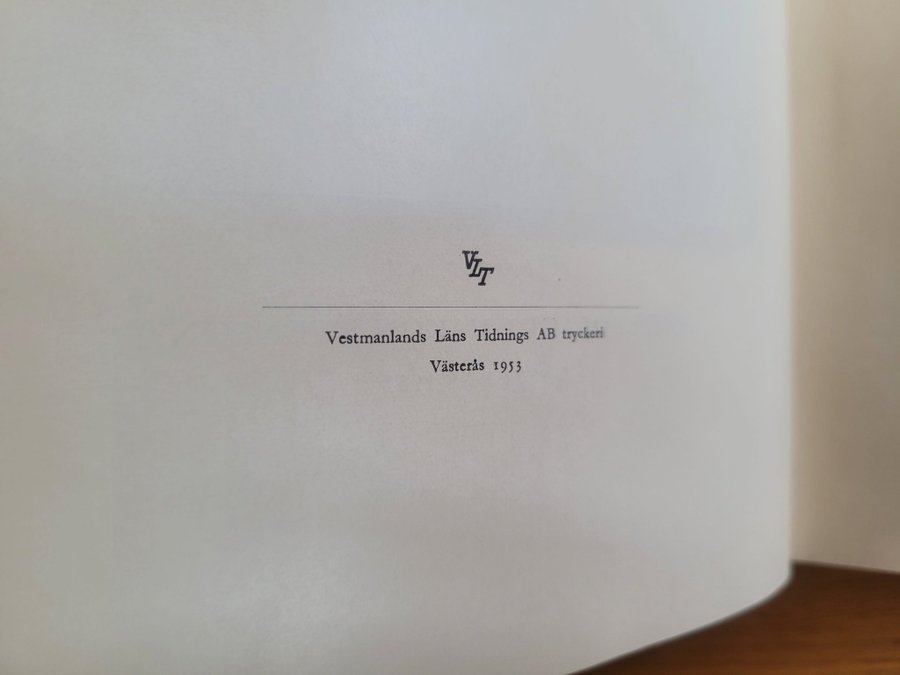 VLT
Vestmanlands Läns Tidnings AB tryckeri
Västerås 1953